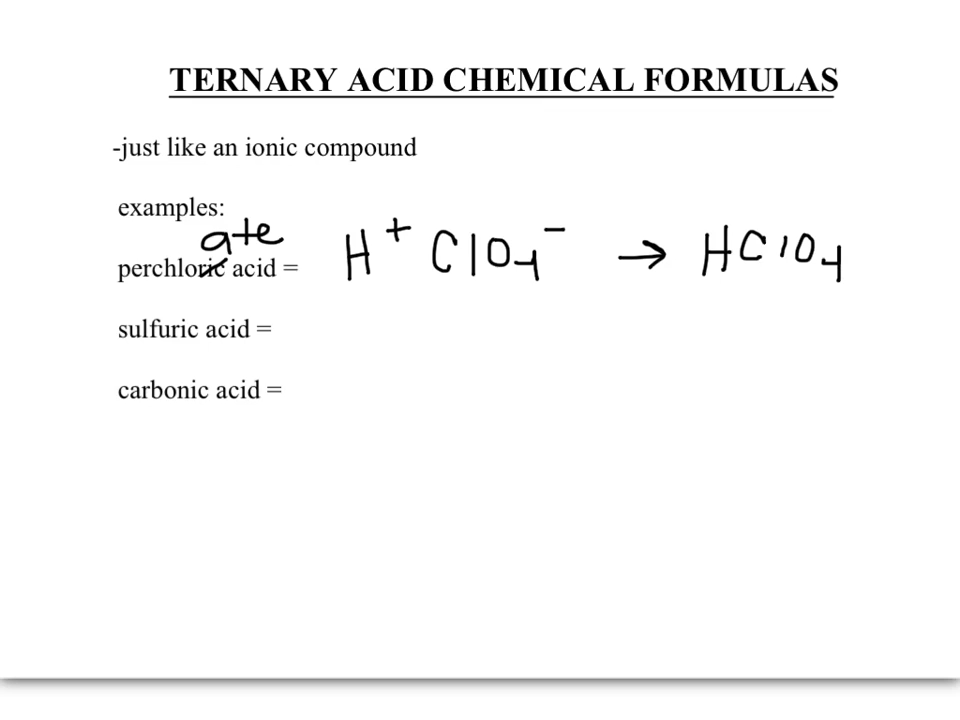 TERNARY ACID CHEMICAL FORMULAS
-just like an ionic compound
examples:
ate
perchloric acid = H⁺ ClO₄⁻ → HClO₄
sulfuric acid =
carbonic acid =